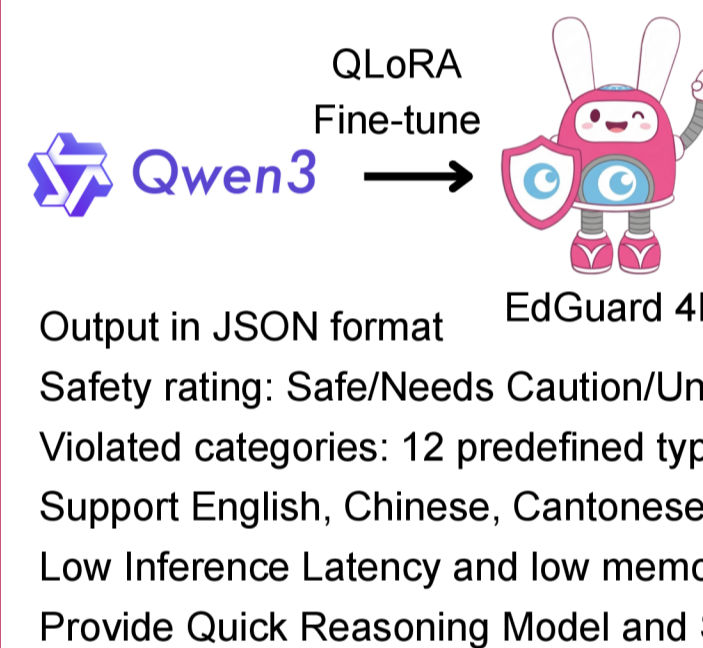 QLoRA
Fine-tune
Qwen3
EdGuard
Output in JSON format
Safety rating: Safe/Needs Caution/
Violated categories: 12 predefined
Support English, Chinese, Cantonese
Low Inference Latency and low
Provide Quick Reasoning Model and